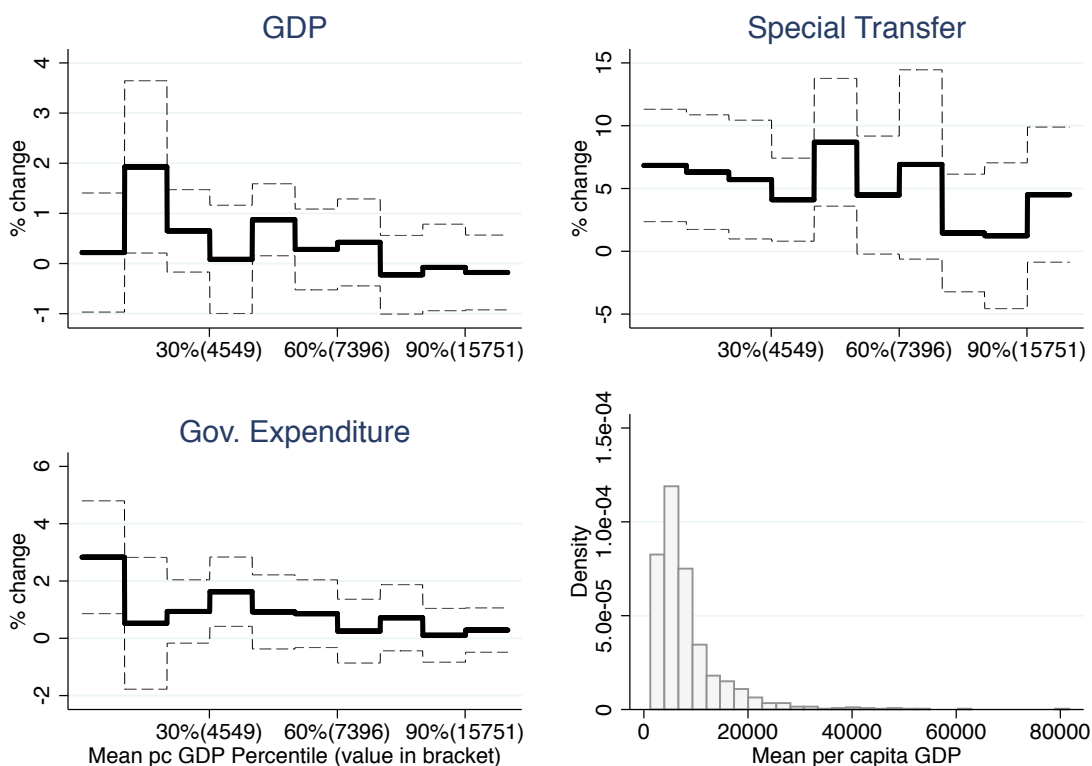 GDP
% change
4
3
2
1
0
-1
30%(4549) 60%(7396) 90%(15751)
Special Transfer
% change
15
10
5
0
-5
30%(4549) 60%(7396) 90%(15751)
Gov. Expenditure
% change
6
4
2
0
-2
30%(4549) 60%(7396) 90%(15751)
Mean pc GDP Percentile (value in bracket)
Density
1.5e-04
1.0e-04
5.0e-05
0
0 20000 40000 60000 80000
Mean per capita GDP